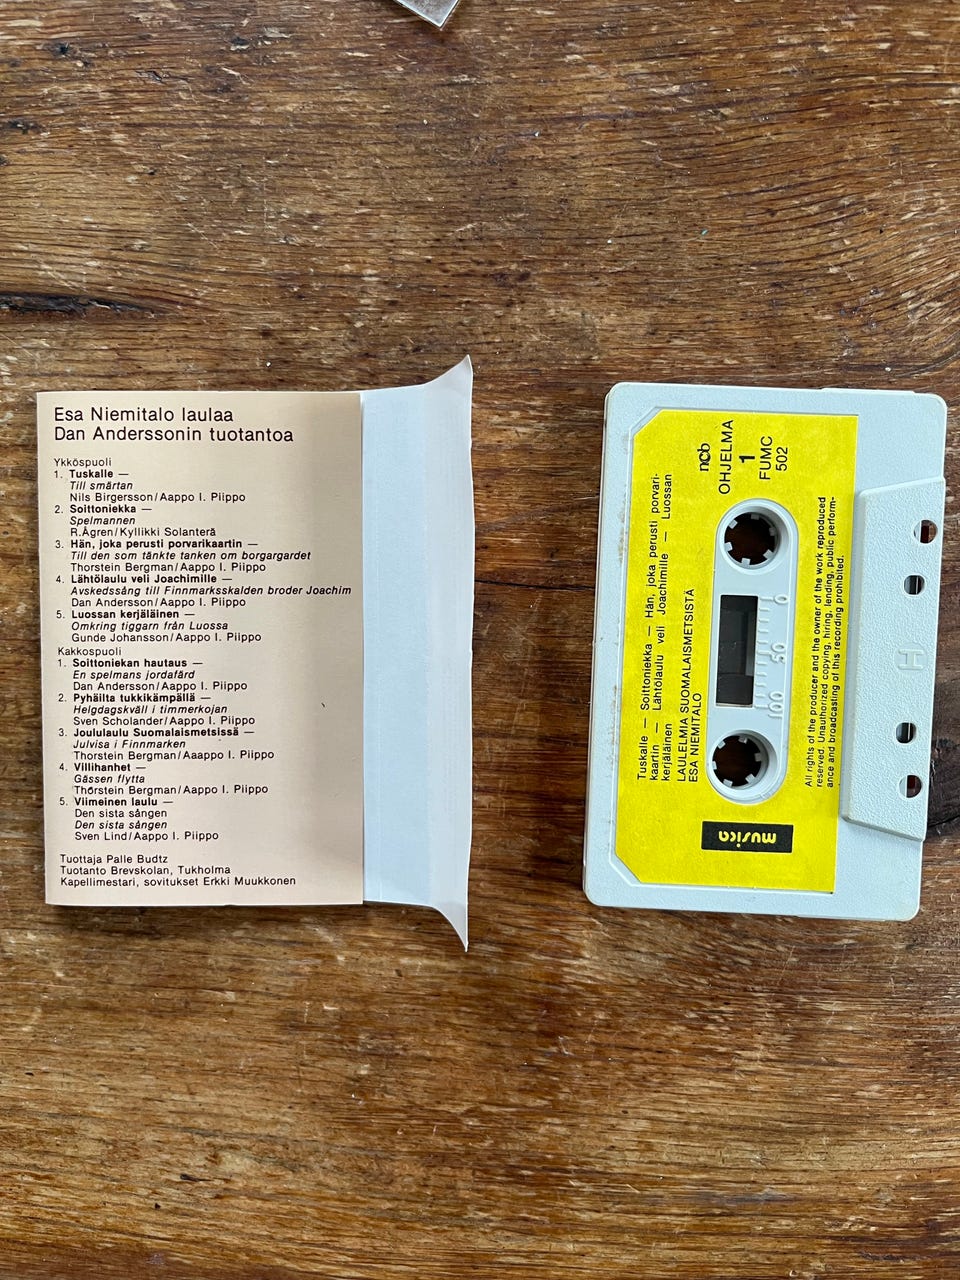 Esa Niemitalo laulaa
Dan Anderssonin tuotantoa
Ykköspuoli
1. Tuskalle —
Till smärtan
Nils Birgersson/Aappo I. Piippo
2. Soittoniekka —
Spelmannen
R.Ågren/Kyllikki Solanterä
3. Hän, joka perusti porvarikaartin —
Till den som tänkte tanken om borgargardet
Thorstein Bergman/Aappo I. Piippo
4. Lähtölaulu veli Joachimille —
Avskedssång till Finnmarksskalden broder Joachim
Dan Andersson/Aappo I. Piippo
5. Luossan kerjäläinen —
Omkring tiggarn från Luossa
Gunde Johansson/Aappo I. Piippo
Kakkospuoli
1. Soittoniekan hautaus —
En spelmans jordafärd
Dan Andersson/Aappo I. Piippo
2. Pyhäilta tukkikämpällä —
Helgdagskväll i timmerkojan
Sven Scholander/Aappo I. Piippo
3. Joululaulu Suomalaismetsissä —
Julvisa i Finnmarken
Thorstein Bergman/Aaappo I. Piippo
4. Villihanhet —
Gässen flytta
Thorstein Bergman/Aappo I. Piippo
5. Viimeinen laulu —
Den sista sången
Den sista sången
Sven Lind/Aappo I. Piippo
Tuottaja Palle Budtz
Tuotanto Brevskolan, Tukholma
Kapellimestari, sovitukset Erkki Muukkonen
Tuskalle — Soittoniekka — Hän, joka perusti porvari-
kaartin — Lähtölaulu veli Joachimille — Luossan
kerjäläinen
LAULELMIA SUOMALAISMETSISTÄ
ESA NIEMITALO
ncb
OHJELMA
1
FUMC
502
0 50 100
All rights of the producer and the owner of the work reproduced
reserved. Unauthorized copying, hiring, lending, public perform-
ance and broadcasting of this recording prohibited.
musica
H